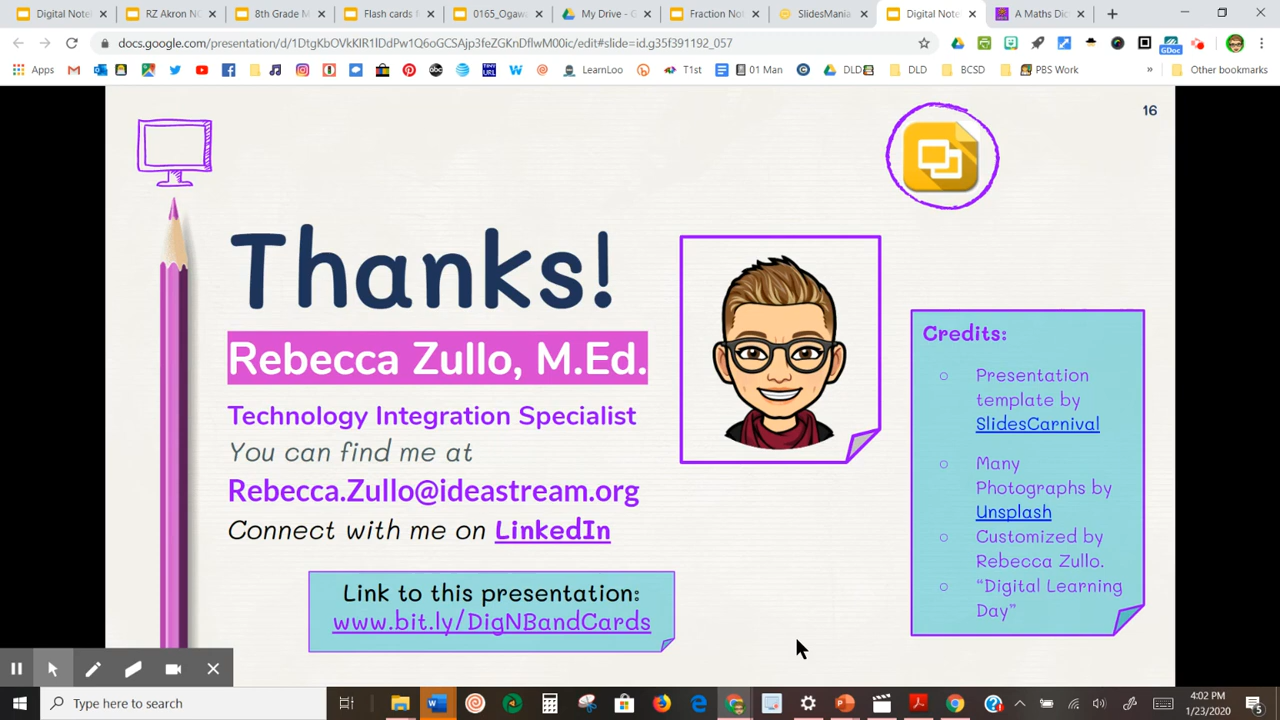 Digital Note
RZ Akron N
8th Grade M
Flash cards f
0165_Ogaw
My Drive - G
Fraction No
SlidesMania
Digital Note
A Maths Dic
docs.google.com/presentation/d/1DtgKbOVkKIR1IDdPw1Q6oGCSAjpj3feZGKnDflwM00ic/edit#slide=id.g35f391192_057
Apps
LearnLoo
T1st
01 Man
DLD
DLD
BCSD
PBS Work
»
Other bookmarks
16
Thanks!
Rebecca Zullo, M.Ed.
Technology Integration Specialist
You can find me at
Rebecca.Zullo@ideastream.org
Connect with me on LinkedIn
Link to this presentation:
www.bit.ly/DigNBandCards
Credits:
Presentation
template by
SlidesCarnival
Many
Photographs by
Unsplash
Customized by
Rebecca Zullo.
"Digital Learning
Day"
Type here to search
4:02 PM
1/23/2020